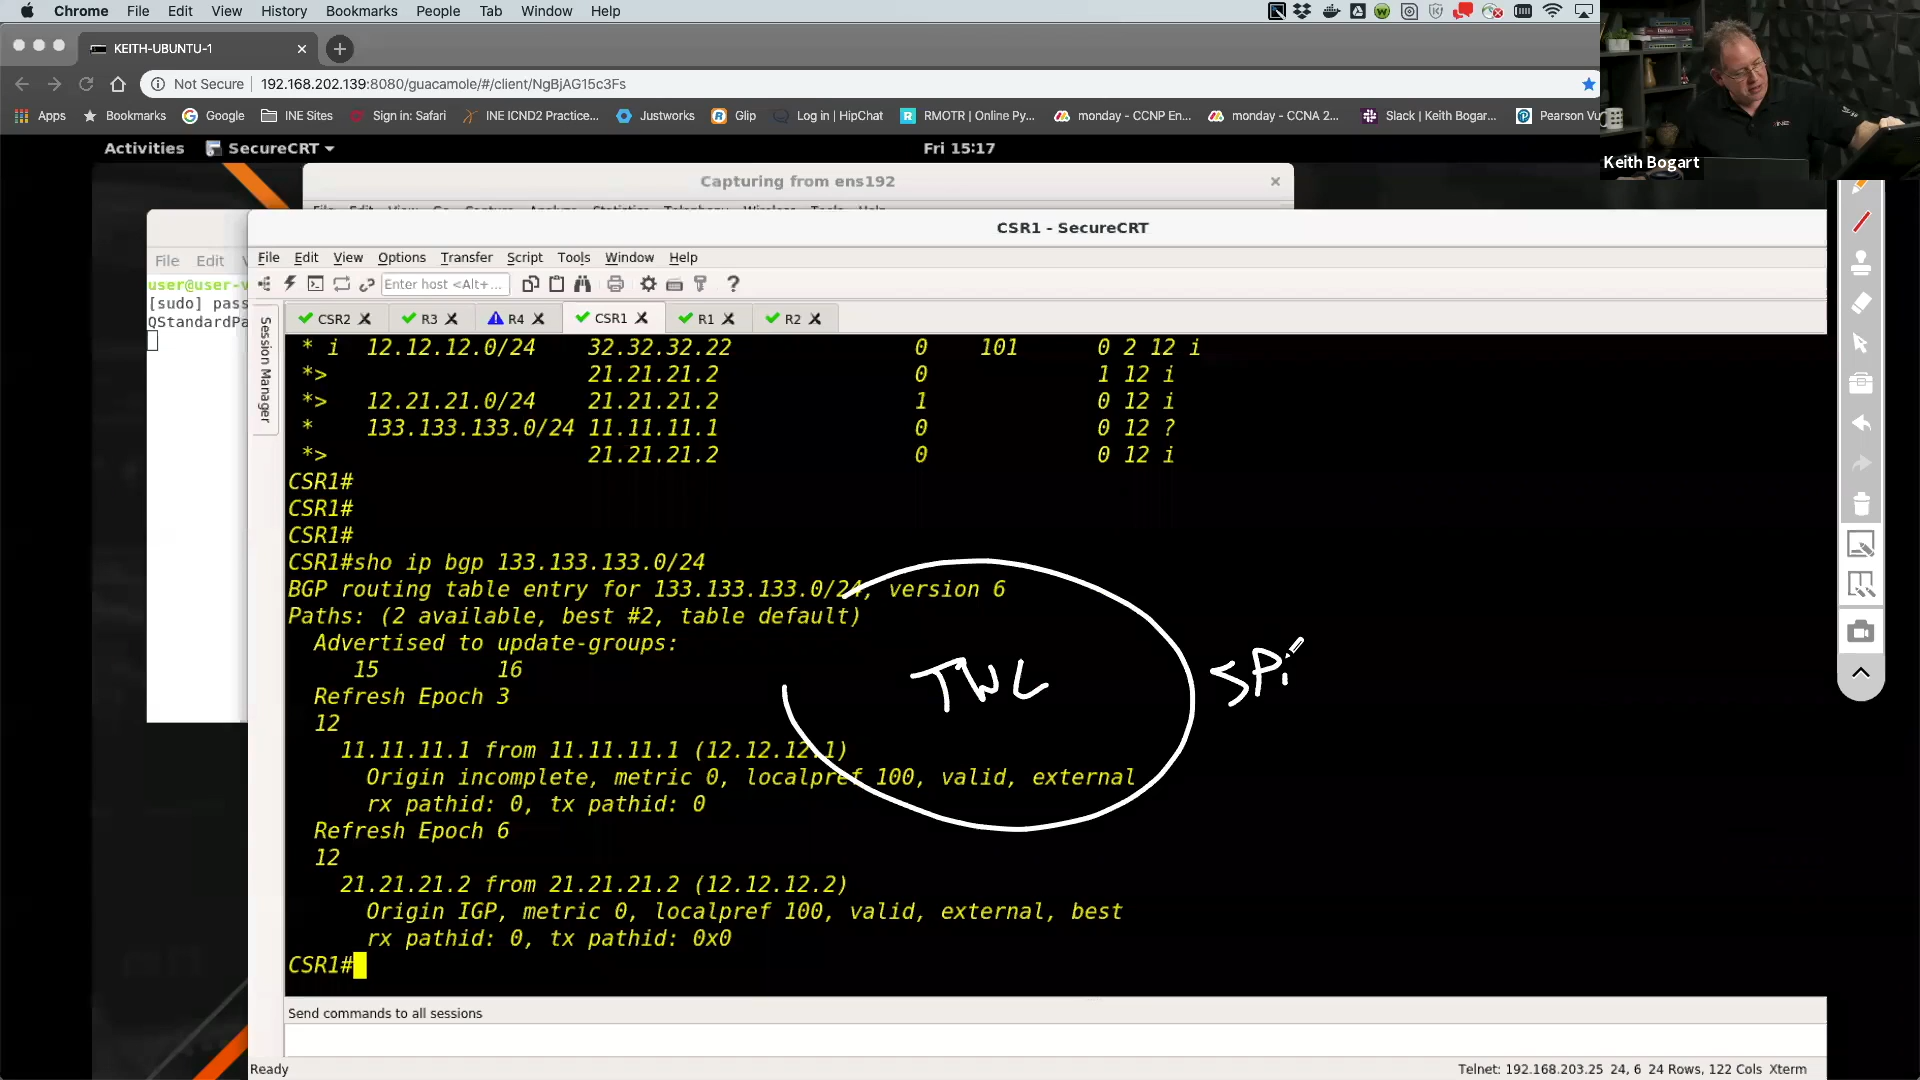 Chrome File Edit View History Bookmarks People Tab Window Help
KEITH-UBUNTU-1
Not Secure 192.168.202.139:8080/guacamole/#/client/NgBjAG15c3Fs
Apps Bookmarks Google INE Sites Sign in: Safari INE ICND2 Practice... Justworks Glip Log in | HipChat RMOTR | Online Py... monday - CCNP En... monday - CCNA 2... Slack | Keith Bogar... Pearson Vu
Keith Bogart
Activities SecureCRT Fri 15:17
Capturing from ens192
File Edit View Go Capture Analyze Statistics Telephony Wireless Tools Help
CSR1 - SecureCRT
File Edit V
File Edit View Options Transfer Script Tools Window Help
user@user-v
[sudo] pass
QStandardPa
Enter host <Alt+...
Session Manager
CSR2 R3 R4 CSR1 R1 R2
* i 12.12.12.0/24 32.32.32.22 0 101 0 2 12 i
*> 21.21.21.2 0 1 12 i
*> 12.21.21.0/24 21.21.21.2 1 0 12 i
* 133.133.133.0/24 11.11.11.1 0 0 12 ?
*> 21.21.21.2 0 0 12 i
CSR1#
CSR1#
CSR1#
CSR1#sho ip bgp 133.133.133.0/24
BGP routing table entry for 133.133.133.0/24, version 6
Paths: (2 available, best #2, table default)
Advertised to update-groups:
15 16
Refresh Epoch 3
12
11.11.11.1 from 11.11.11.1 (12.12.12.1)
Origin incomplete, metric 0, localpref 100, valid, external
rx pathid: 0, tx pathid: 0
Refresh Epoch 6
12
21.21.21.2 from 21.21.21.2 (12.12.12.2)
Origin IGP, metric 0, localpref 100, valid, external, best
rx pathid: 0, tx pathid: 0x0
CSR1#
TWC
SPi
Send commands to all sessions
Ready Telnet: 192.168.203.25 24, 6 24 Rows, 122 Cols Xterm